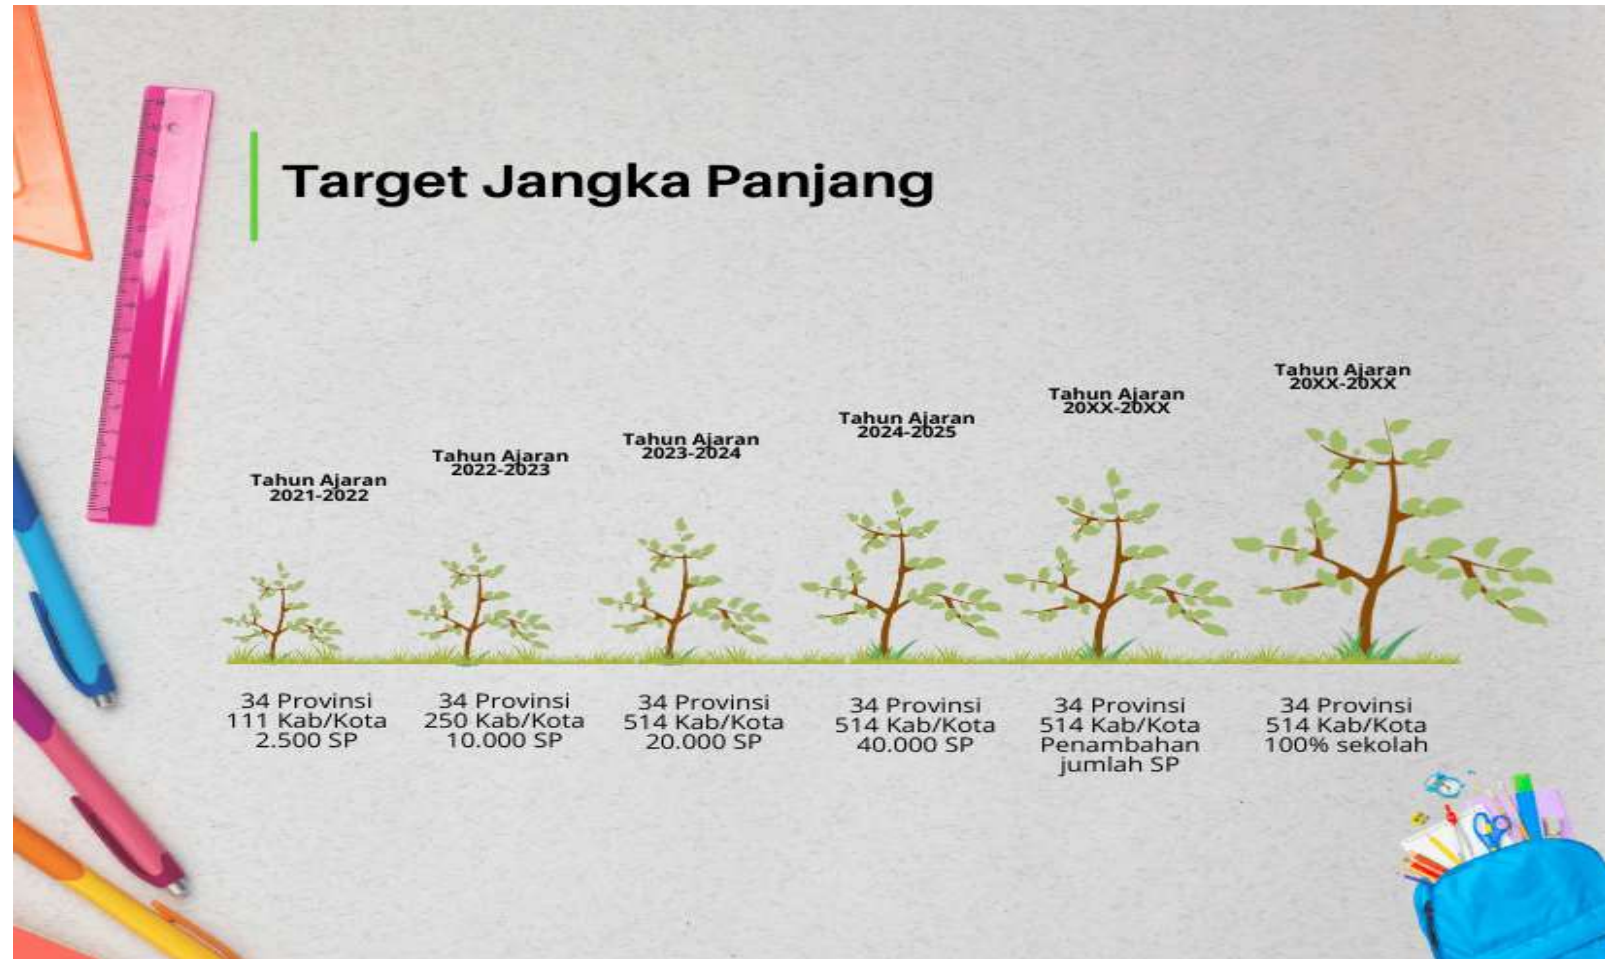 Target Jangka Panjang
Tahun Ajaran
2021-2022
34 Provinsi
111 Kab/Kota
2.500 SP
Tahun Ajaran
2022-2023
34 Provinsi
250 Kab/Kota
10.000 SP
Tahun Ajaran
2023-2024
34 Provinsi
514 Kab/Kota
20.000 SP
Tahun Ajaran
2024-2025
34 Provinsi
514 Kab/Kota
40.000 SP
Tahun Ajaran
20XX-20XX
34 Provinsi
514 Kab/Kota
Penambahan
jumlah SP
Tahun Ajaran
20XX-20XX
34 Provinsi
514 Kab/Kota
100% sekolah